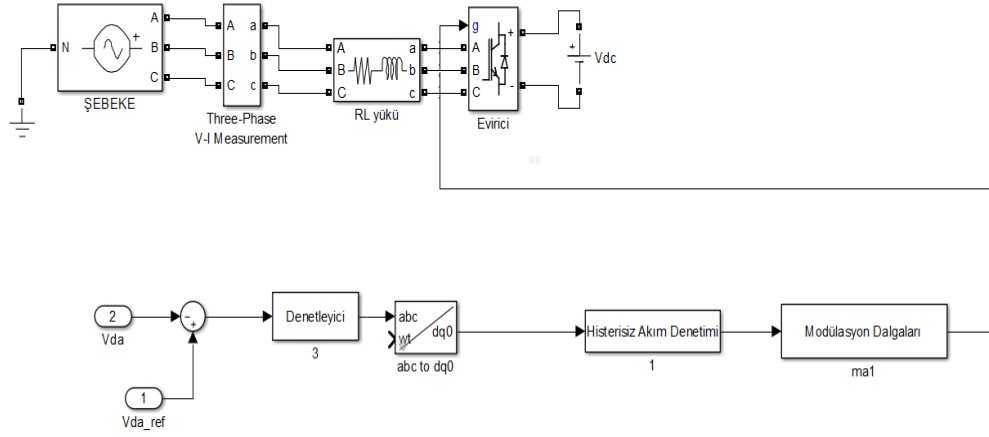 N
A
B
C
+
ŞEBEKE
A
B
C
a
b
c
Three-Phase
V-I Measurement
A
B
C
a
b
c
RL yükü
g
A
B
C
+
-
Evirici
+
Vdc
2
Vda
-
+
1
Vda_ref
Denetleyici
3
abc
wt
dq0
abc to dq0
Histerisiz Akım Denetimi
1
Modülasyon Dalgaları
ma1